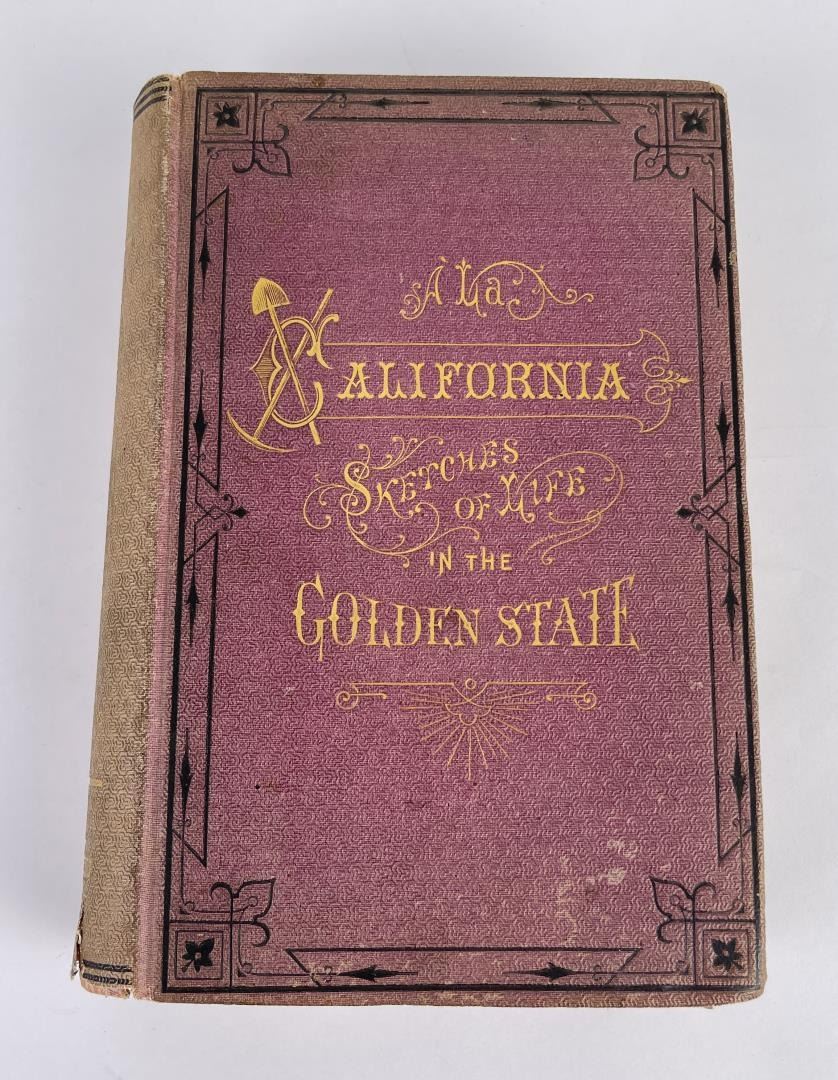 À La
CALIFORNIA
SKETCHES
OF LIFE
IN THE
GOLDEN STATE